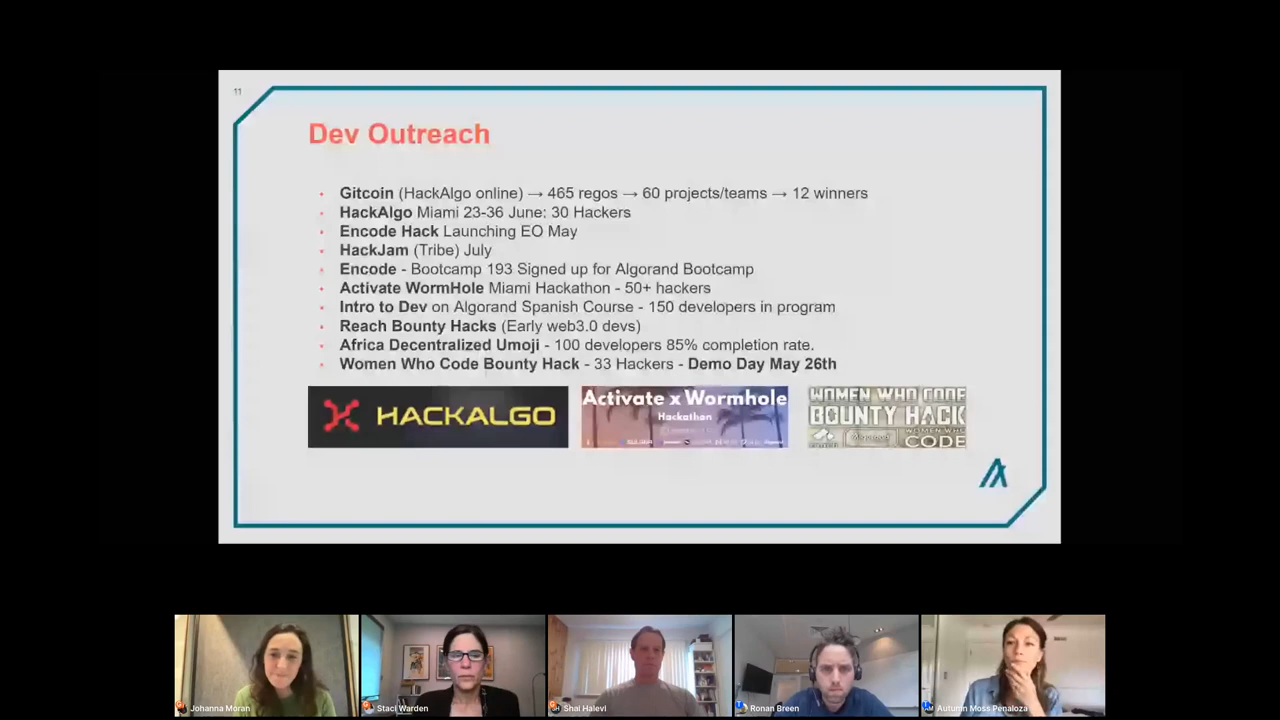 11
Dev Outreach
Gitcoin (HackAlgo online) → 465 regos → 60 projects/teams → 12 winners
HackAlgo Miami 23-36 June: 30 Hackers
Encode Hack Launching EO May
HackJam (Tribe) July
Encode - Bootcamp 193 Signed up for Algorand Bootcamp
Activate WormHole Miami Hackathon - 50+ hackers
Intro to Dev on Algorand Spanish Course - 150 developers in program
Reach Bounty Hacks (Early web3.0 devs)
Africa Decentralized Umoji - 100 developers 85% completion rate.
Women Who Code Bounty Hack - 33 Hackers - Demo Day May 26th
HACKALGO
Activate x Wormhole
Hackathon
WOMEN WHO CODE
BOUNTY HACK
WOMEN WHO
CODE
Johanna Moran
Staci Warden
Shai Halevi
Ronan Breen
Autumn Moss Penaloza